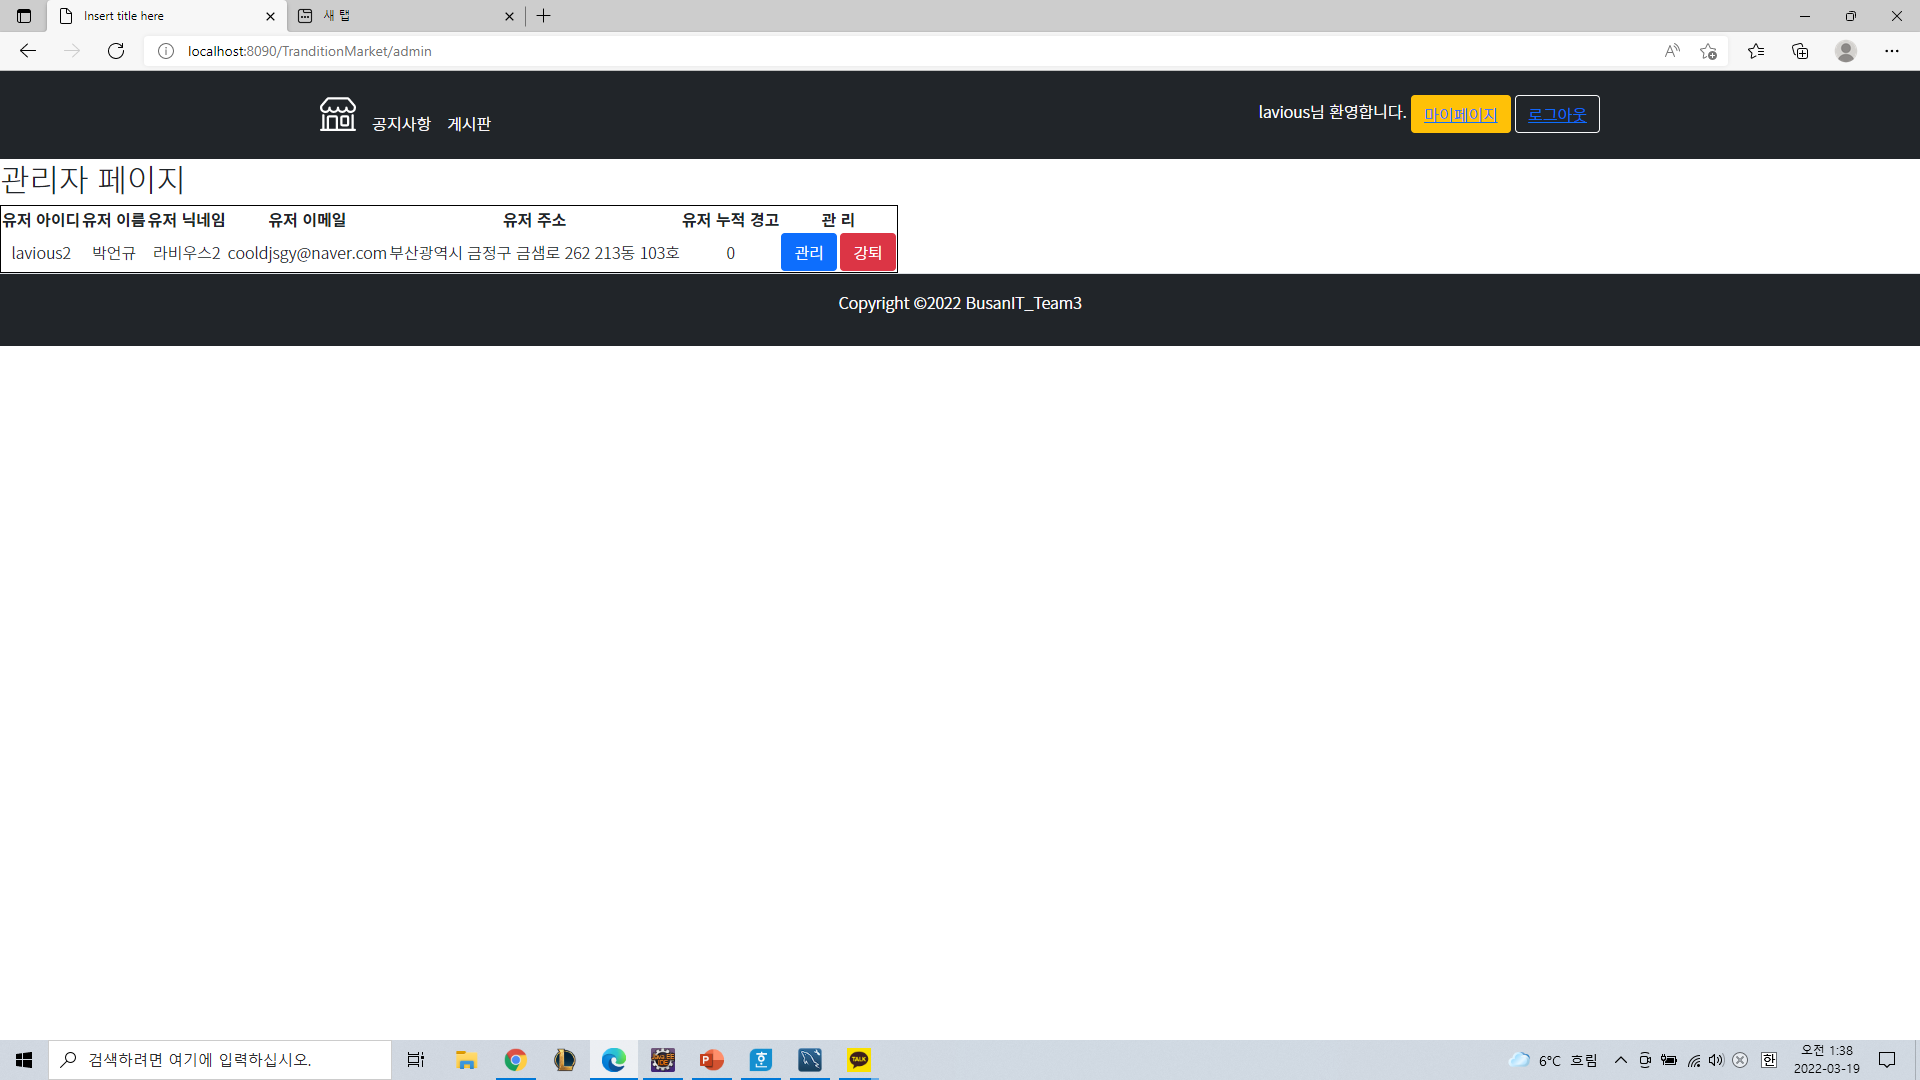 Insert title here
새 탭
localhost:8090/TranditionMarket/admin
공지사항 게시판
lavious님 환영합니다. 마이페이지 로그아웃
관리자 페이지
유저 아이디 유저 이름 유저 닉네임 유저 이메일 유저 주소 유저 누적 경고 관 리
lavious2 박언규 라비우스2 cooldjsgy@naver.com 부산광역시 금정구 금샘로 262 213동 103호 0 관리 강퇴
Copyright ©2022 BusanIT_Team3
검색하려면 여기에 입력하십시오.
6°C 흐림
한
오전 1:38
2022-03-19